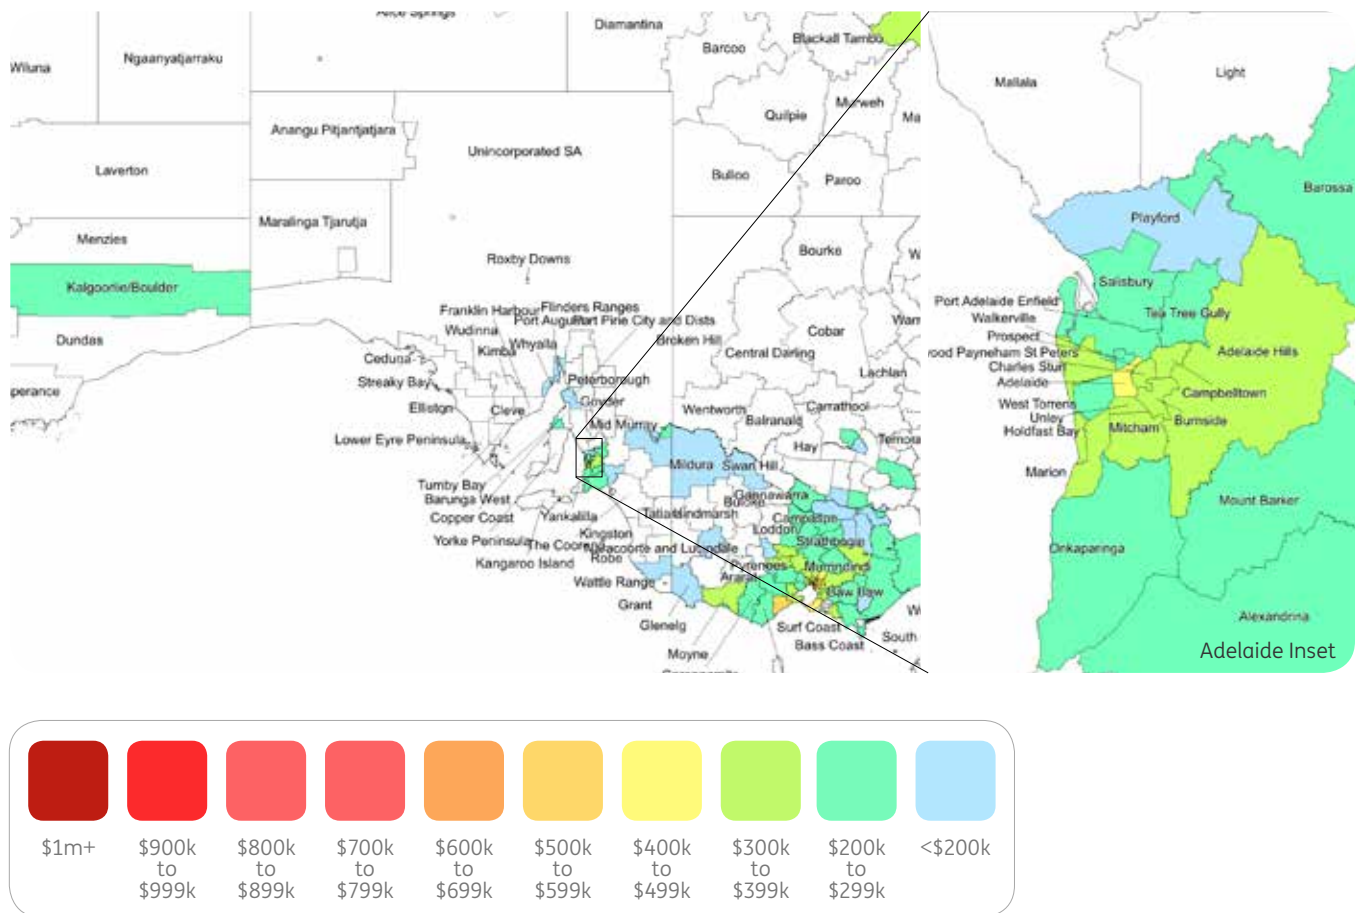 Alice Springs
Diamantina
Barcoo
Blackall Tambo
Wiluna
Ngaanyatjarraku
Quilpie
Murweh
Ma
Anangu Pitjantjatjara
Unincorporated SA
Laverton
Bulloo
Paroo
Maralinga Tjarutja
Menzies
Bourke
W
Roxby Downs
Kalgoorlie/Boulder
Franklin Harbour
Flinders Ranges
Port Augusta
Port Pirie City and Dists
Wudinna
Whyalla
Kimba
Broken Hill
Cobar
Warr
Dundas
Ceduna
Central Darling
Streaky Bay
Peterborough
Lachlan
perance
Elliston
Cleve
Goyder
Wentworth
Carrathool
Balranald
Lower Eyre Peninsula
Mid Murray
Hay
Temora
Mildura
Swan Hill
Tumby Bay
Barunga West
Gannawarra
Buloke
Copper Coast
Yankalilla
Tatiara
Hindmarsh
Campaspe
Loddon
Yorke Peninsula
The Coorong
Kingston
Naracoorte and Lucindale
Strathbogie
Kangaroo Island
Robe
Pyrenees
Murrindindi
Wattle Range
Ararat
Baw Baw
Grant
Glenelg
Surf Coast
Bass Coast
South
W
Moyne
Corangamite
Mallala
Light
Barossa
Playford
Salisbury
Port Adelaide Enfield
Walkerville
Tea Tree Gully
Prospect
wood Payneham St Peters
Charles Sturt
Adelaide Hills
Adelaide
Campbelltown
West Torrens
Unley
Burnside
Holdfast Bay
Mitcham
Marion
Mount Barker
Onkaparinga
Alexandrina
Adelaide Inset
$1m+
$900k
to
$999k
$800k
to
$899k
$700k
to
$799k
$600k
to
$699k
$500k
to
$599k
$400k
to
$499k
$300k
to
$399k
$200k
to
$299k
<$200k